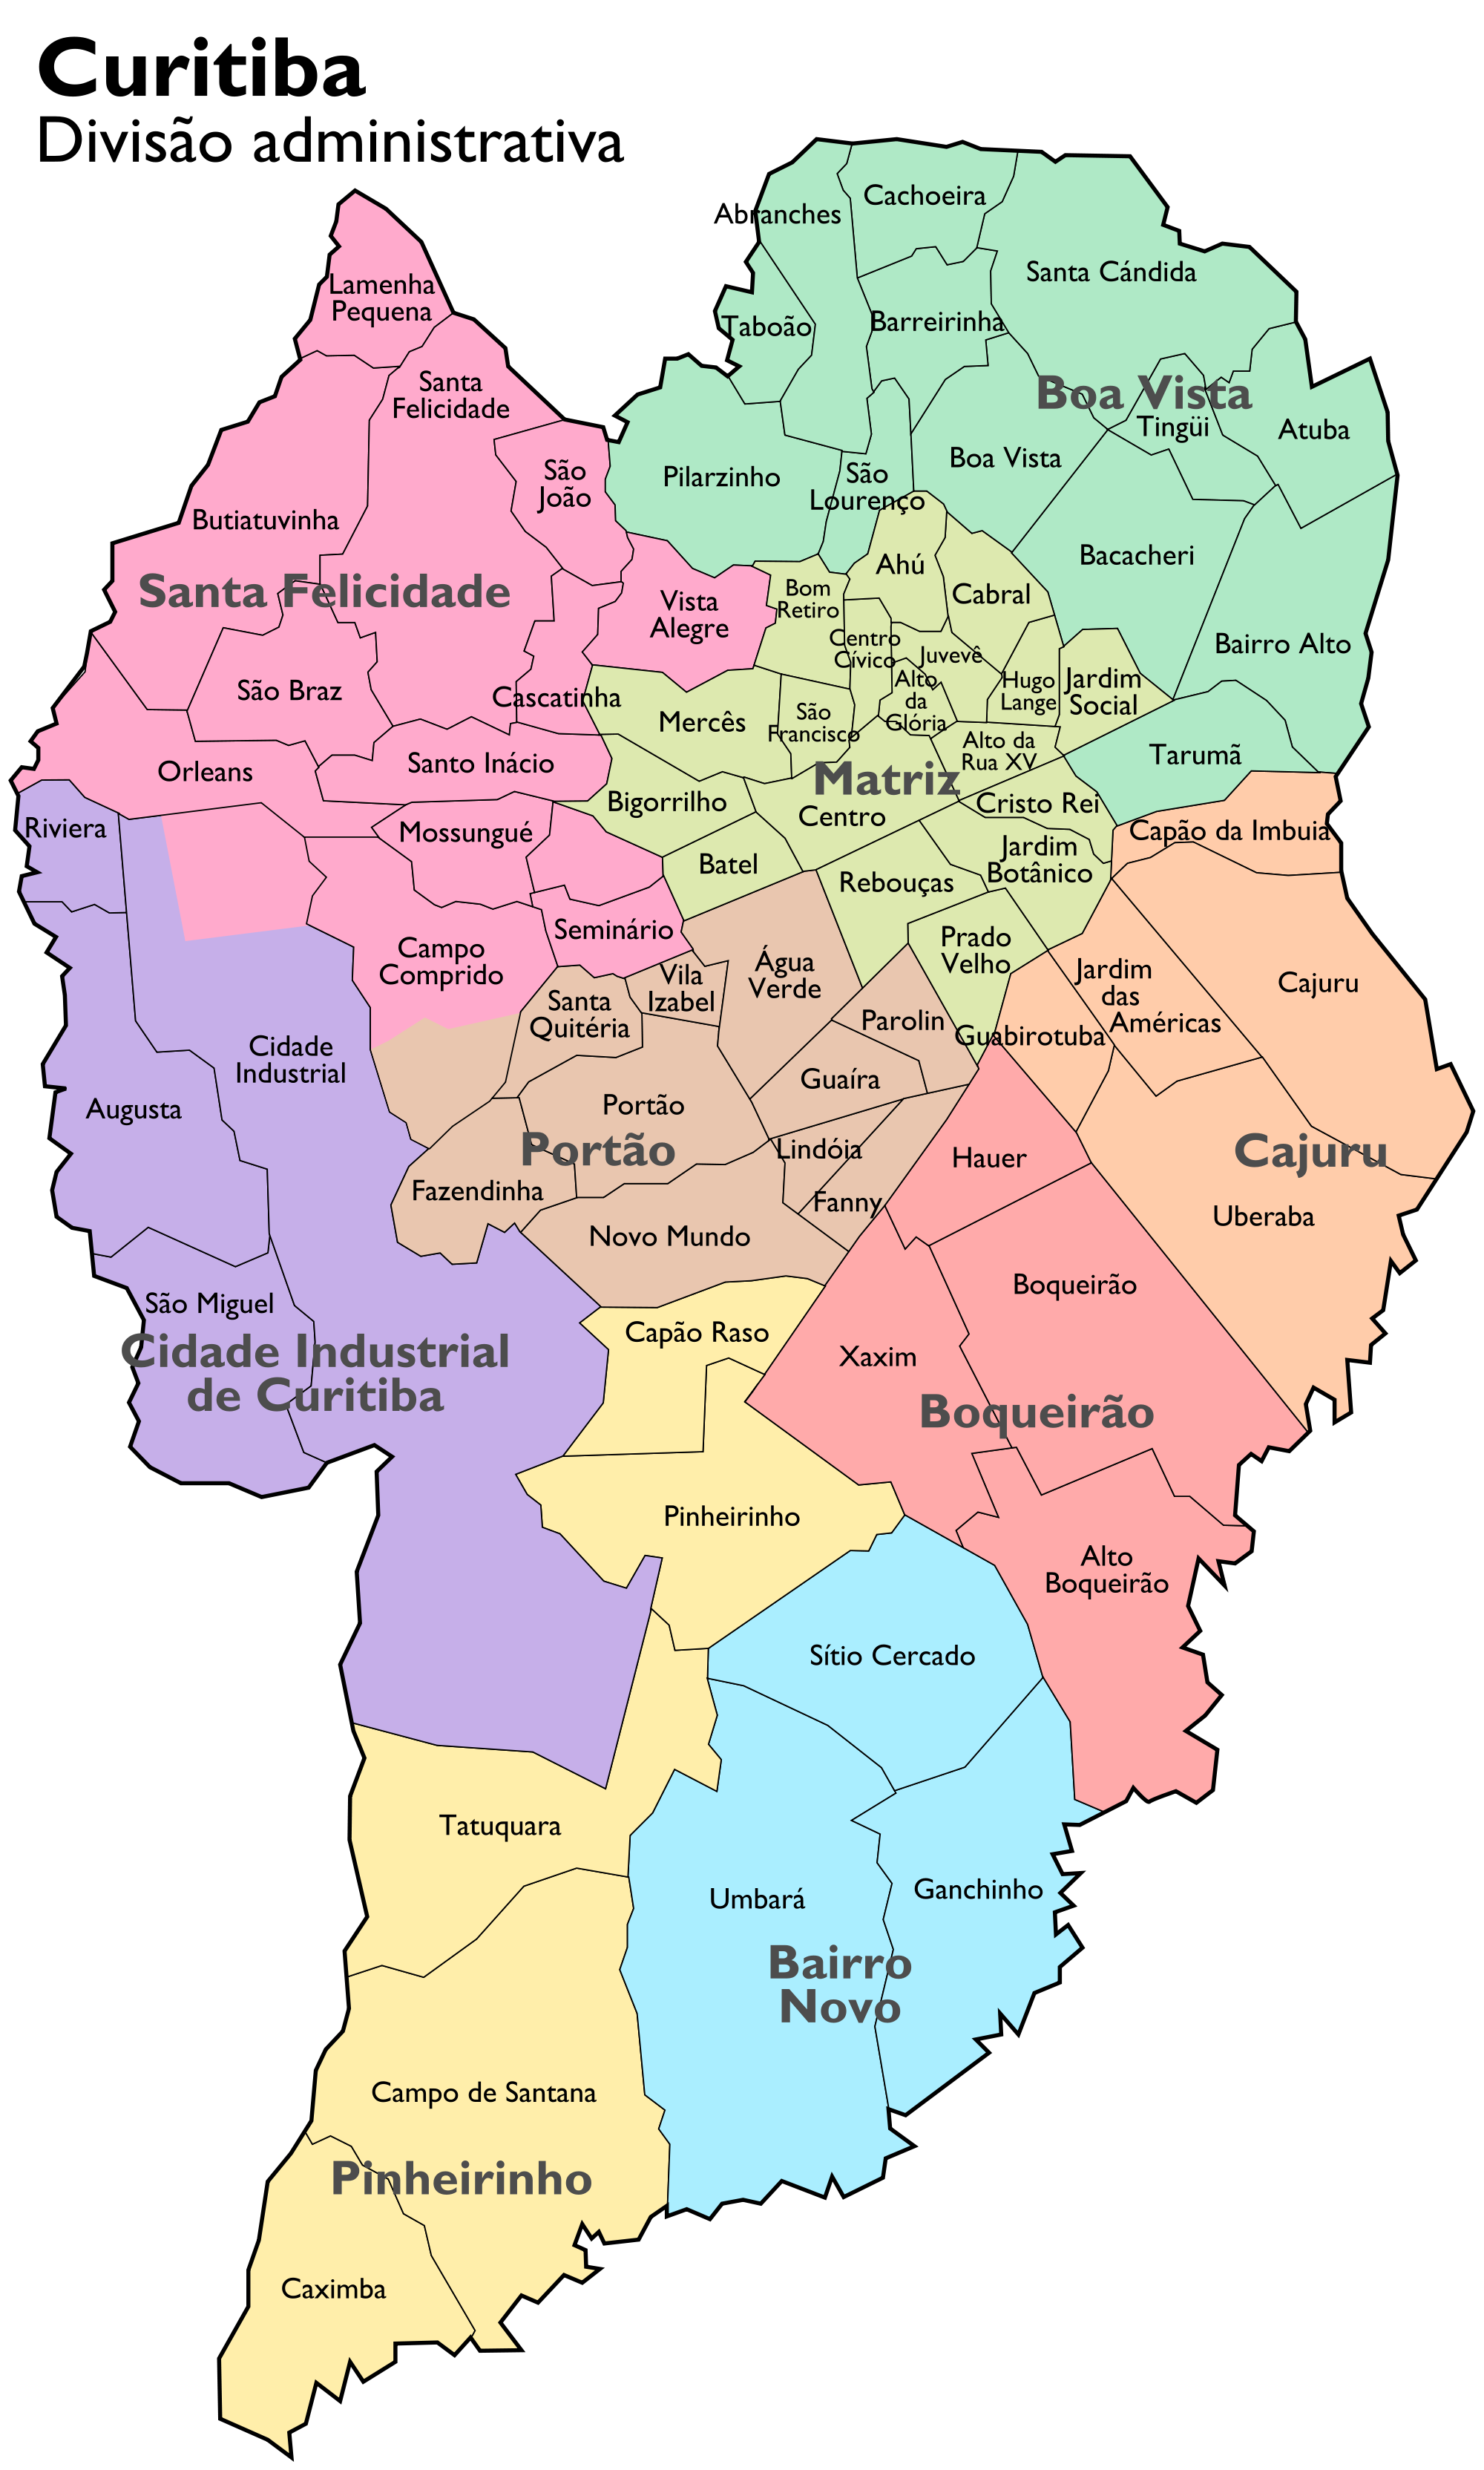 Curitiba
Divisão administrativa
Cachoeira
Abranches
Santa Cándida
Lamenha
Pequena
Barreirinha
Taboão
Santa
Felicidade
Boa Vista
Tingüi
Atuba
Boa Vista
São
João
Pilarzinho
São
Lourenço
Butiatuvinha
Bacacheri
Ahú
Santa Felicidade
Bom
Retiro
Cabral
Vista
Alegre
Centro
Cívico
Bairro Alto
Juvevê
Alto
da
Glória
Hugo
Lange
Jardim
Social
São Braz
Cascatinha
Mercês
São
Francisco
Alto da
Rua XV
Tarumã
Orleans
Santo Inácio
Matriz
Bigorrilho
Cristo Rei
Centro
Riviera
Mossungué
Capão da Imbuia
Jardim
Botânico
Batel
Rebouças
Seminário
Prado
Velho
Campo
Comprido
Água
Verde
Vila
Izabel
Jardim
das
Américas
Cajuru
Santa
Quitéria
Parolin
Guabirotuba
Cidade
Industrial
Guaíra
Augusta
Portão
Portão
Lindóia
Hauer
Cajuru
Fazendinha
Fanny
Uberaba
Novo Mundo
Boqueirão
São Miguel
Capão Raso
Xaxim
Cidade Industrial
de Curitiba
Boqueirão
Pinheirinho
Alto
Boqueirão
Sítio Cercado
Tatuquara
Umbará
Ganchinho
Bairro
Novo
Campo de Santana
Pinheirinho
Caximba